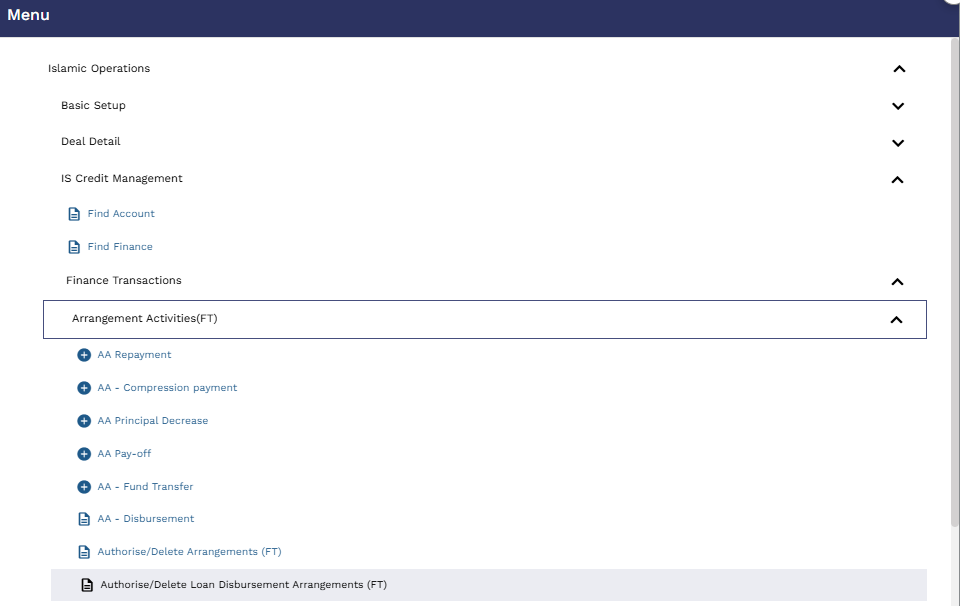 Menu
Islamic Operations
Basic Setup
Deal Detail
IS Credit Management
Find Account
Find Finance
Finance Transactions
Arrangement Activities(FT)
AA Repayment
AA - Compression payment
AA Principal Decrease
AA Pay-off
AA - Fund Transfer
AA - Disbursement
Authorise/Delete Arrangements (FT)
Authorise/Delete Loan Disbursement Arrangements (FT)